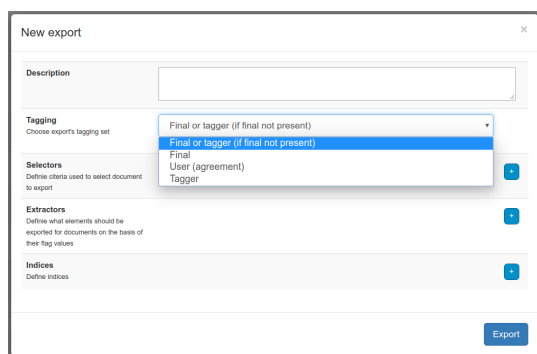 New export
×
Description
Tagging
Choose export's tagging set
Final or tagger (if final not present)
Final or tagger (if final not present)
Final
User (agreement)
Tagger
Selectors
Definie citeria used to select document
to export
+
Extractors
Definie what elements should be
exported for documents on the basis of
their flag values
+
Indices
Define indices
+
Export